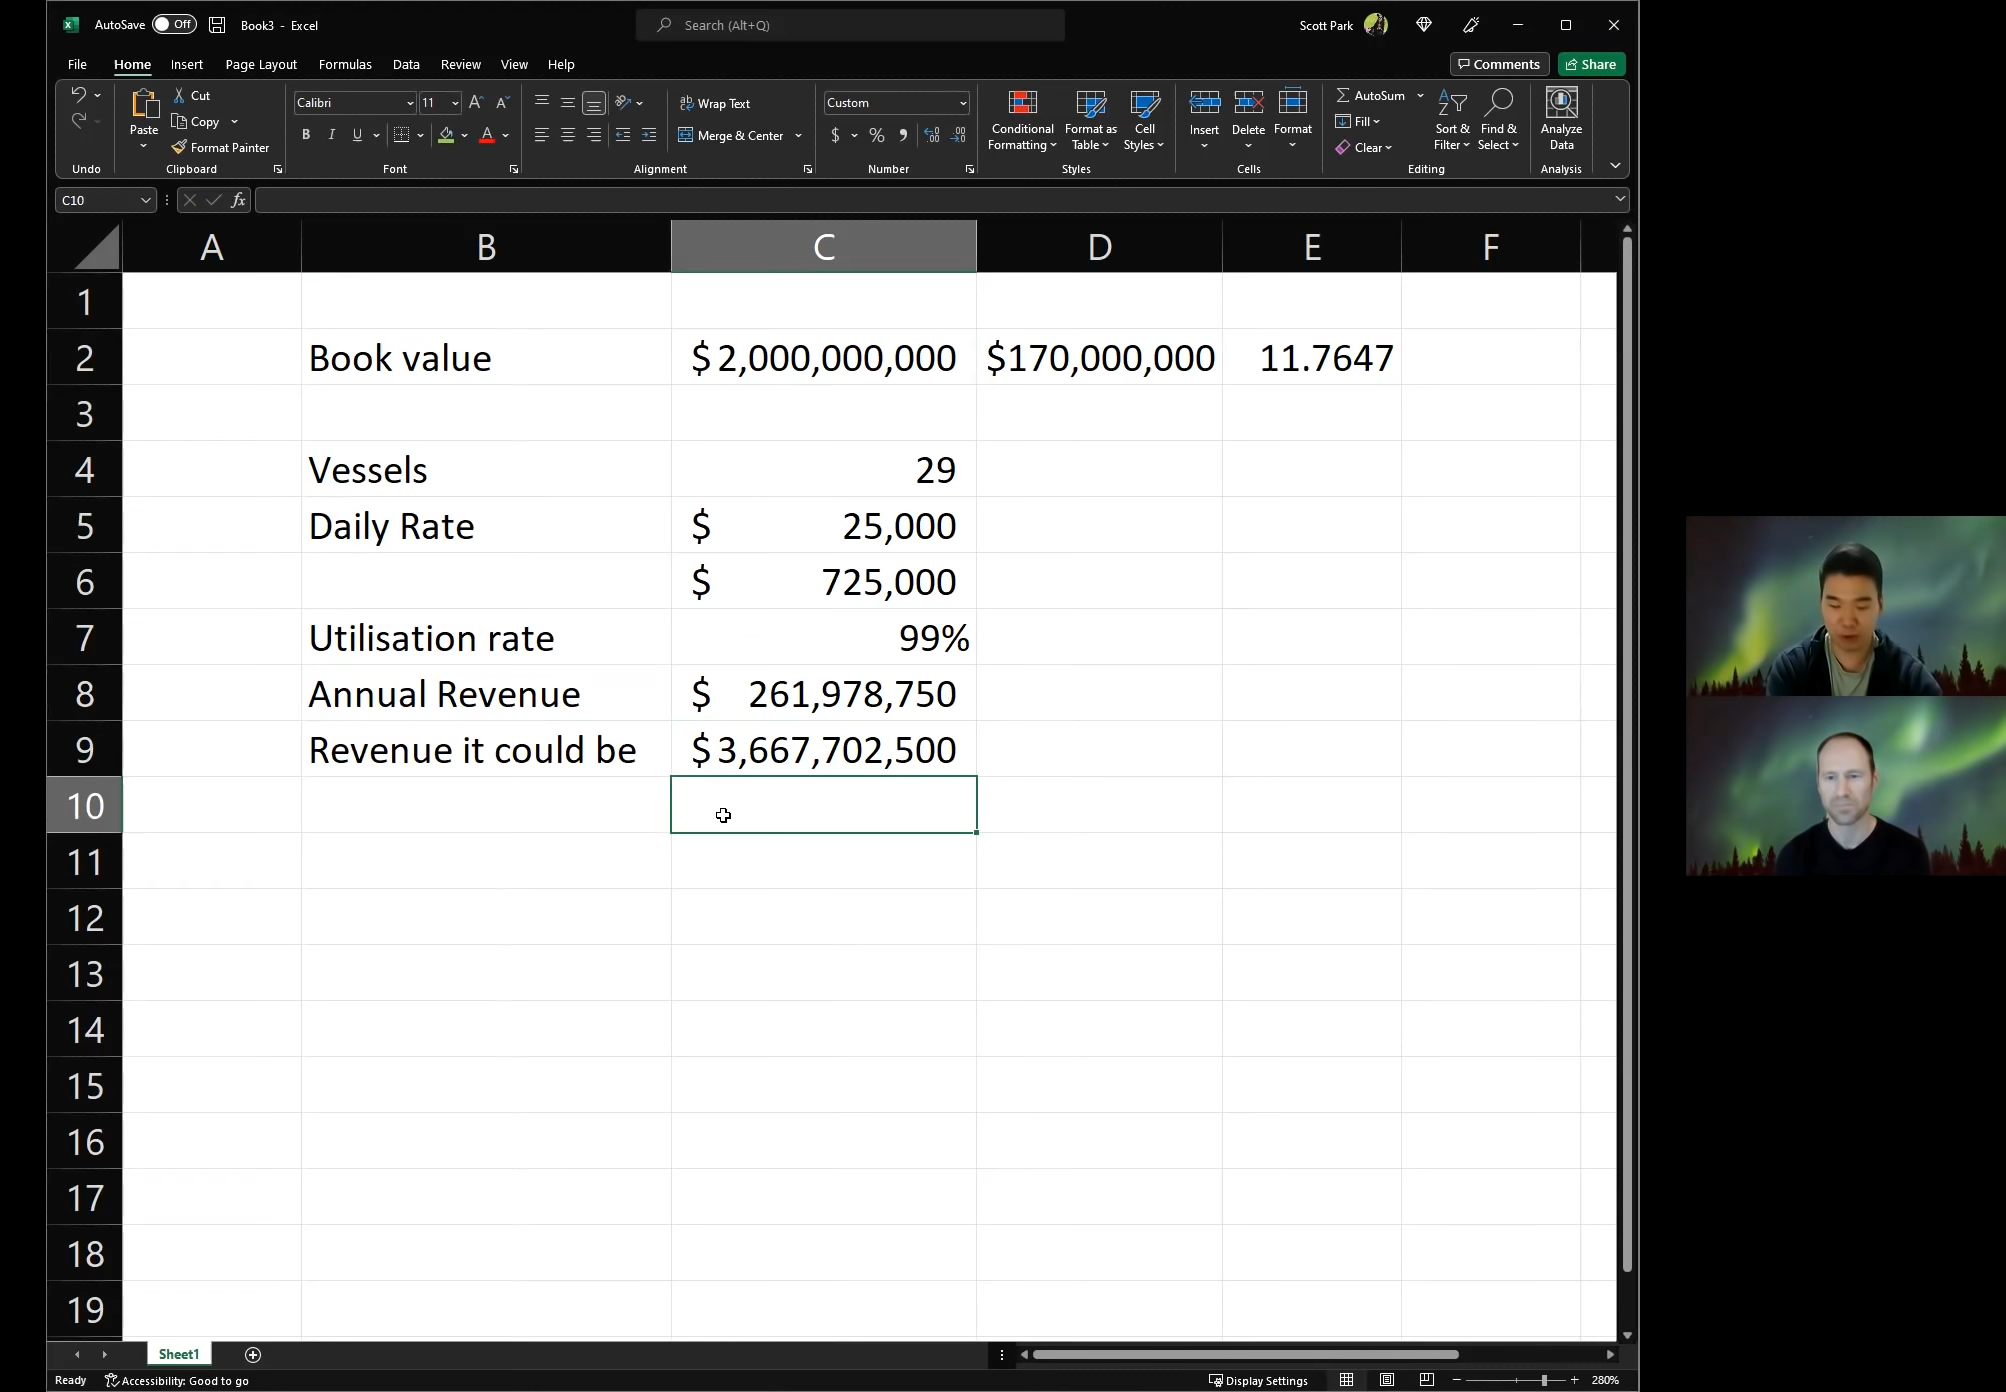 AutoSave Off Book3 - Excel Search (Alt+Q) Scott Park
File Home Insert Page Layout Formulas Data Review View Help Comments Share
Paste Cut Copy Format Painter
Calibri 11
B I U A
Wrap Text
Merge & Center
Custom
$ % 9
Conditional Formatting Format as Table Cell Styles
Insert Delete Format
AutoSum Fill Clear
Sort & Filter Find & Select
Analyze Data
Undo Clipboard Font Alignment Number Styles Cells Editing Analysis
C10 fx
A B C D E F
1
2 Book value $ 2,000,000,000 $170,000,000 11.7647
3
4 Vessels 29
5 Daily Rate $ 25,000
6 $ 725,000
7 Utilisation rate 99%
8 Annual Revenue $ 261,978,750
9 Revenue it could be $ 3,667,702,500
10
11
12
13
14
15
16
17
18
19
Sheet1
Ready Accessibility: Good to go Display Settings 280%